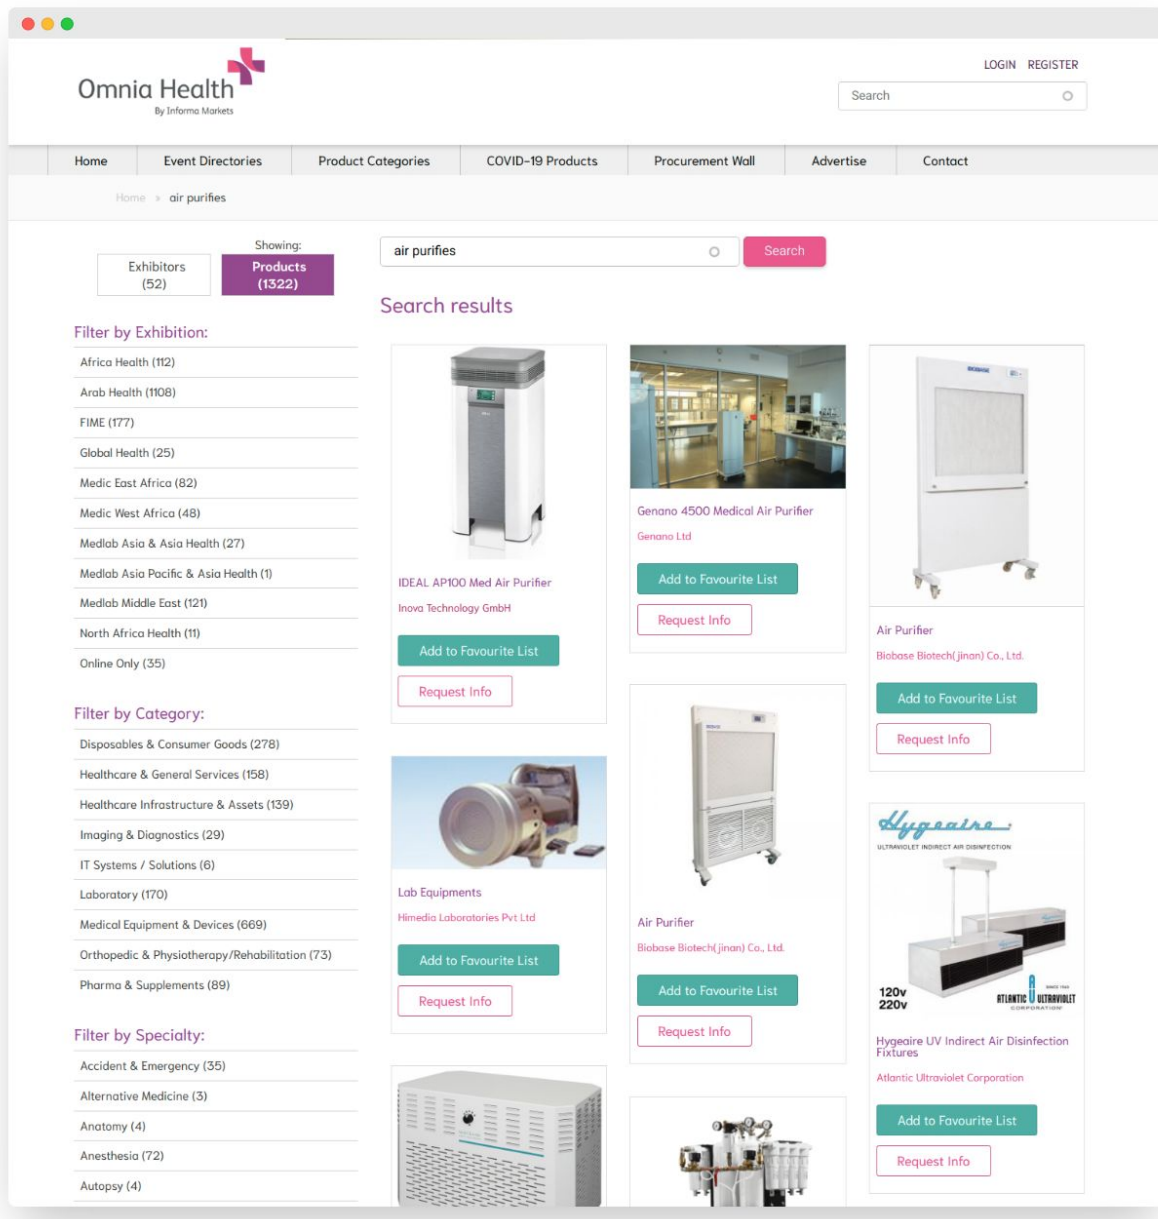 Omnia Health
By Informa Markets
LOGIN REGISTER
Search
Home Event Directories Product Categories COVID-19 Products Procurement Wall Advertise Contact
Home » air purifies
Showing:
Exhibitors
(52)
Products
(1322)
Filter by Exhibition:
Africa Health (112)
Arab Health (1108)
FIME (177)
Global Health (25)
Medic East Africa (82)
Medic West Africa (48)
Medlab Asia & Asia Health (27)
Medlab Asia Pacific & Asia Health (1)
Medlab Middle East (121)
North Africa Health (11)
Online Only (35)
Filter by Category:
Disposables & Consumer Goods (278)
Healthcare & General Services (158)
Healthcare Infrastructure & Assets (139)
Imaging & Diagnostics (29)
IT Systems / Solutions (6)
Laboratory (170)
Medical Equipment & Devices (669)
Orthopedic & Physiotherapy/Rehabilitation (73)
Pharma & Supplements (89)
Filter by Specialty:
Accident & Emergency (35)
Alternative Medicine (3)
Anatomy (4)
Anesthesia (72)
Autopsy (4)
air purifies
Search
Search results
IDEAL AP100 Med Air Purifier
Inova Technology GmbH
Add to Favourite List
Request Info
Genano 4500 Medical Air Purifier
Genano Ltd
Add to Favourite List
Request Info
BIOBASE
Air Purifier
Biobase Biotech(jinan) Co., Ltd.
Add to Favourite List
Request Info
Lab Equipments
Himedia Laboratories Pvt Ltd
Add to Favourite List
Request Info
Air Purifier
Biobase Biotech(jinan) Co., Ltd.
Add to Favourite List
Request Info
Hygeaire
ULTRAVIOLET INDIRECT AIR DISINFECTION
120v
220v
SINCE 1963
ATLANTIC ULTRAVIOLET
CORPORATION
Hygeaire UV Indirect Air Disinfection
Fixtures
Atlantic Ultraviolet Corporation
Add to Favourite List
Request Info